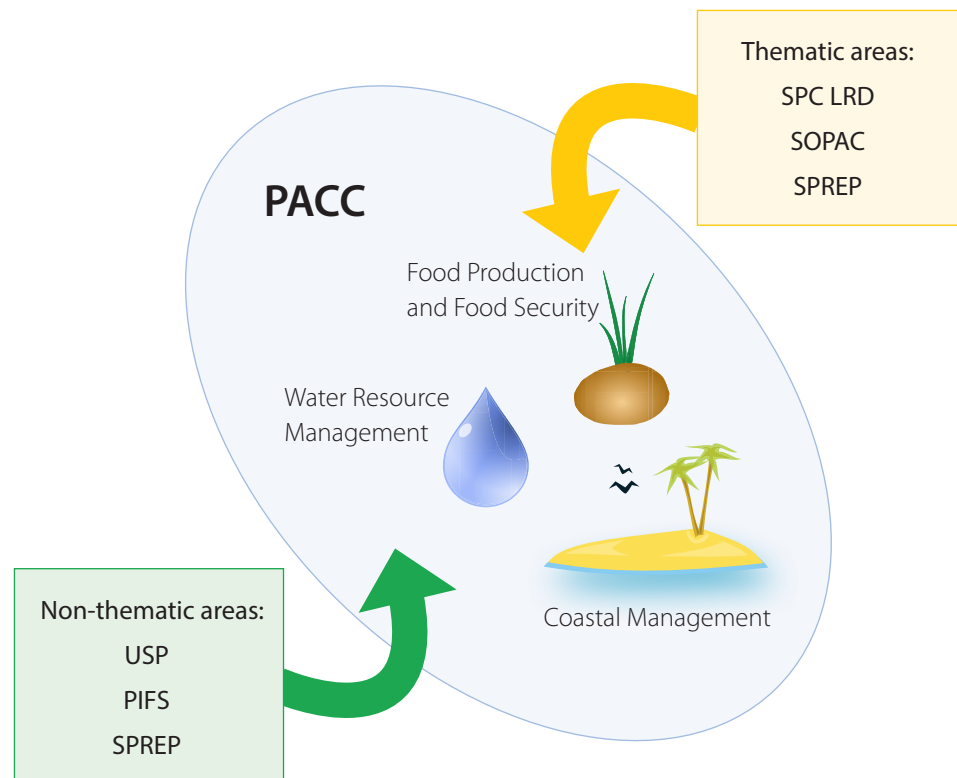 Thematic areas:
SPC LRD
SOPAC
SPREP
PACC
Food Production
and Food Security
Water Resource
Management
Coastal Management
Non-thematic areas:
USP
PIFS
SPREP